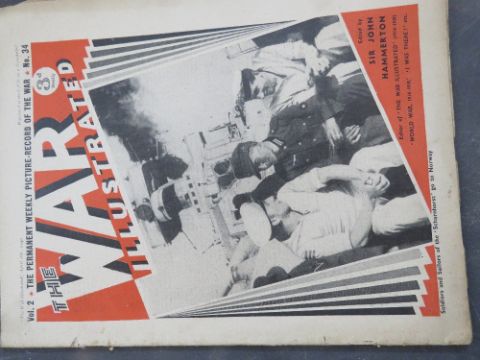 Vol. 2 ★ THE PERMANENT WEEKLY PICTURE-RECORD OF THE WAR ★ No. 34
THE
WAR
3d
WEEKLY
ILLUSTRATED
Edited by
SIR JOHN
HAMMERTON
Editor of "THE WAR ILLUSTRATED"
"WORLD WAR, 1914-1918," "I WAS THERE!" etc.
Soldiers and Sailors of the 'Scharnhorst' go to Norway